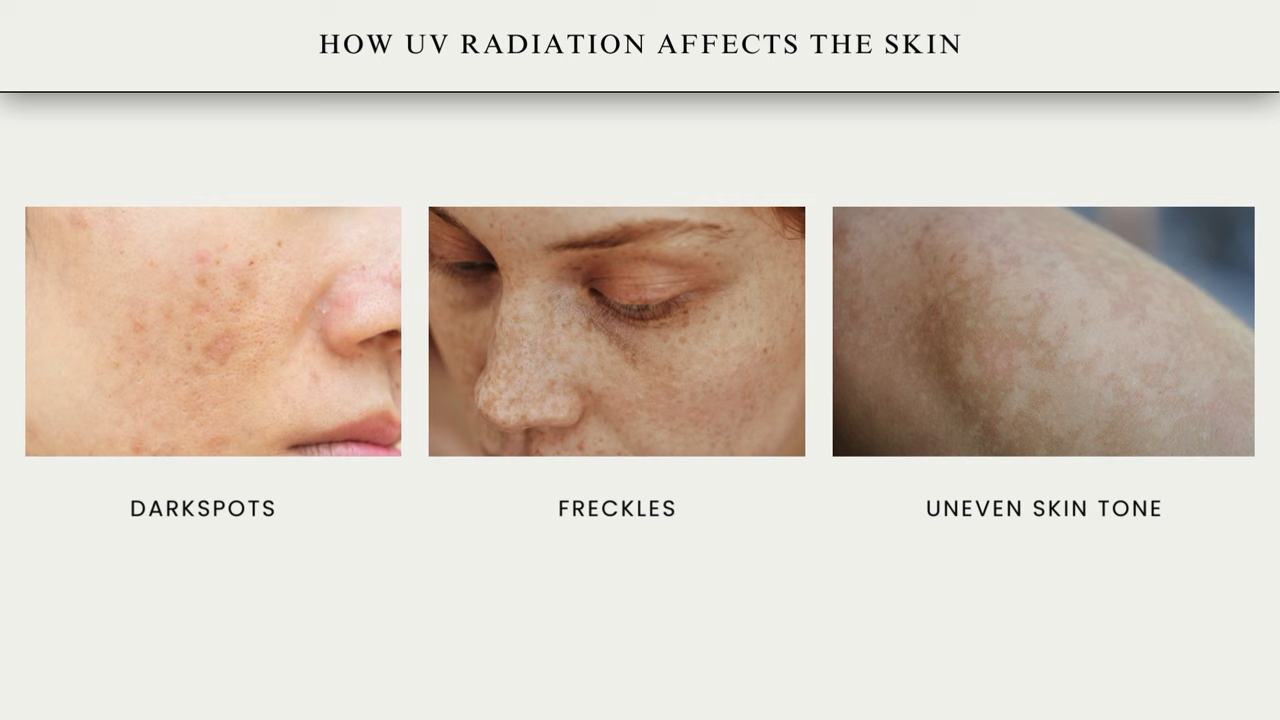 HOW UV RADIATION AFFECTS THE SKIN
DARKSPOTS
FRECKLES
UNEVEN SKIN TONE